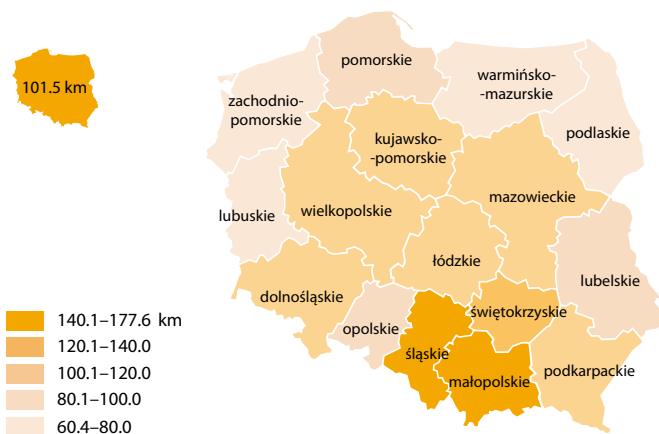 101.5 km
pomorskie
warmińsko-
-mazurskie
zachodnio-
pomorskie
podlaskie
kujawsko-
-pomorskie
mazowieckie
wielkopolskie
lubuskie
łódzkie
lubelskie
dolnośląskie
świętokrzyskie
opolskie
śląskie
podkarpackie
małopolskie
140.1–177.6 km
120.1–140.0
100.1–120.0
80.1–100.0
60.4–80.0